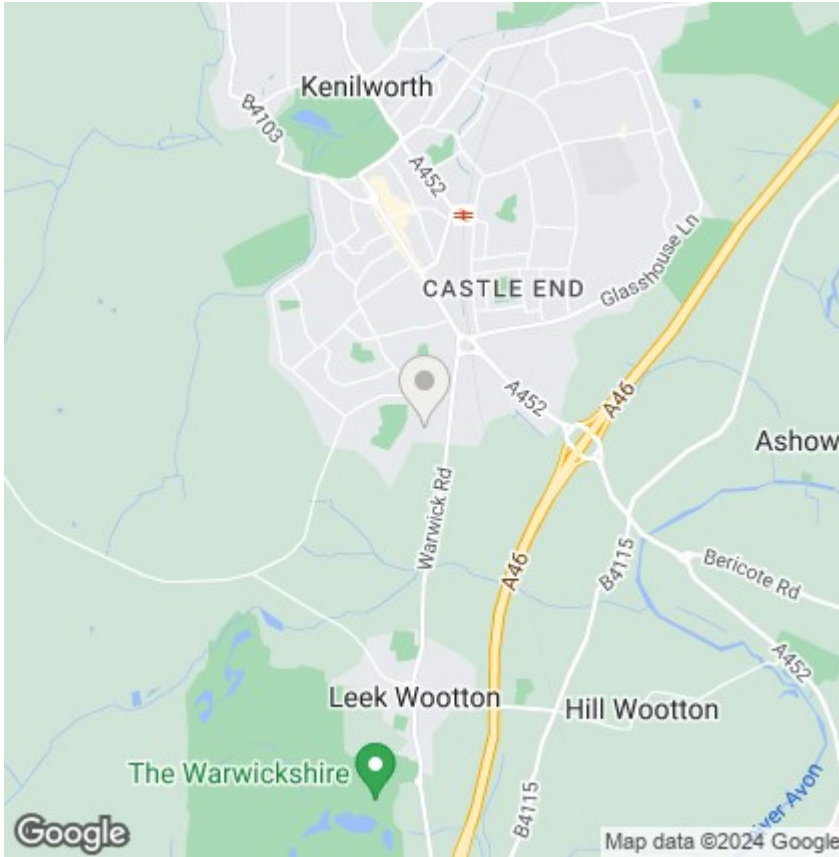 Kenilworth
B4103
A452
Glasshouse Ln
CASTLE END
A452
A46
Ashow
Warwick Rd
A46
B4115
Bericote Rd
A452
Leek Wootton
Hill Wootton
The Warwickshire
B4115
Avon
Google
Map data ©2024 Google